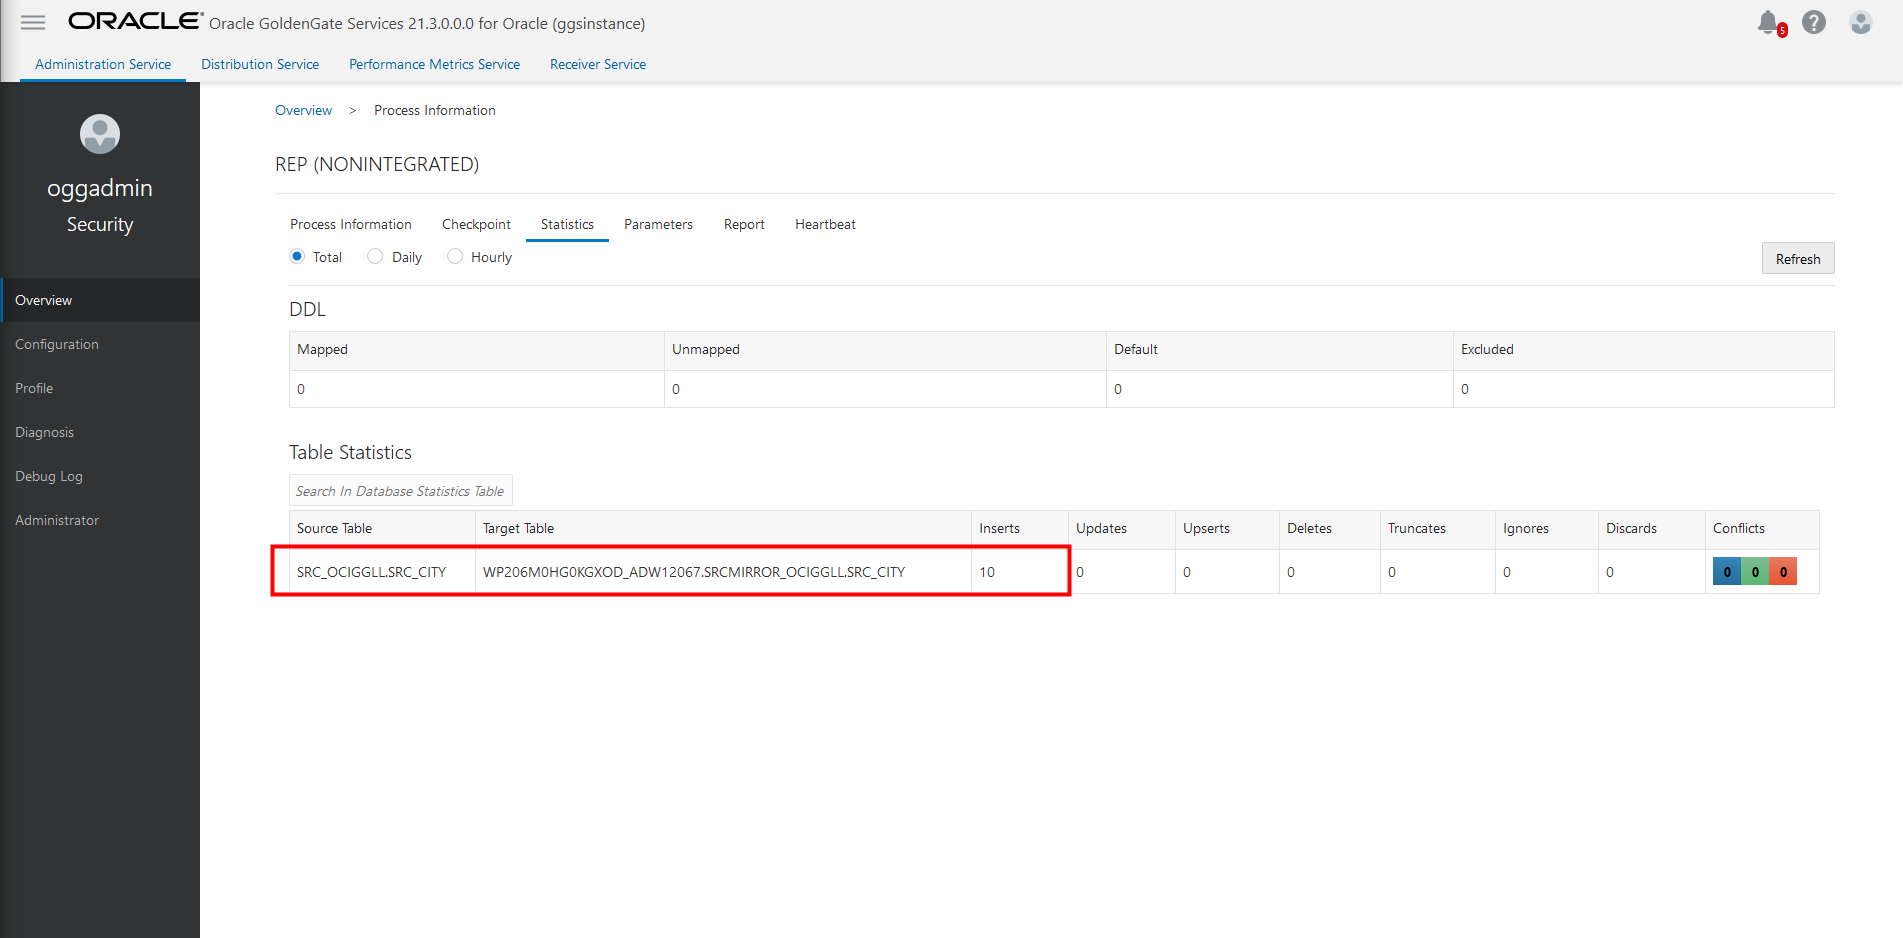 ORACLE® Oracle GoldenGate Services 21.3.0.0.0 for Oracle (ggsinstance)
5 ?
Administration Service Distribution Service Performance Metrics Service Receiver Service
oggadmin
Security
Overview
Configuration
Profile
Diagnosis
Debug Log
Administrator
Overview > Process Information
REP (NONINTEGRATED)
Process Information Checkpoint Statistics Parameters Report Heartbeat
Total Daily Hourly
Refresh
DDL
Mapped Unmapped Default Excluded
0 0 0 0
Table Statistics
Search In Database Statistics Table
Source Table Target Table Inserts Updates Upserts Deletes Truncates Ignores Discards Conflicts
SRC_OCIGGLL.SRC_CITY WP206M0HG0KGXOD_ADW12067.SRCMIRROR_OCIGGLL.SRC_CITY 10 0 0 0 0 0 0 0 0 0